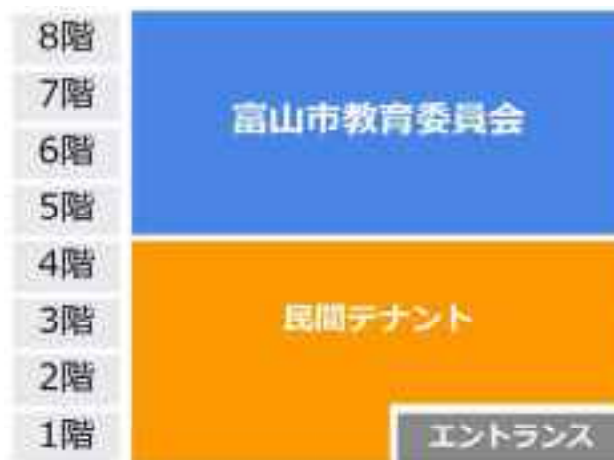 8階
7階
富山市教育委員会
6階
5階
4階
3階
民間テナント
2階
1階
エントランス